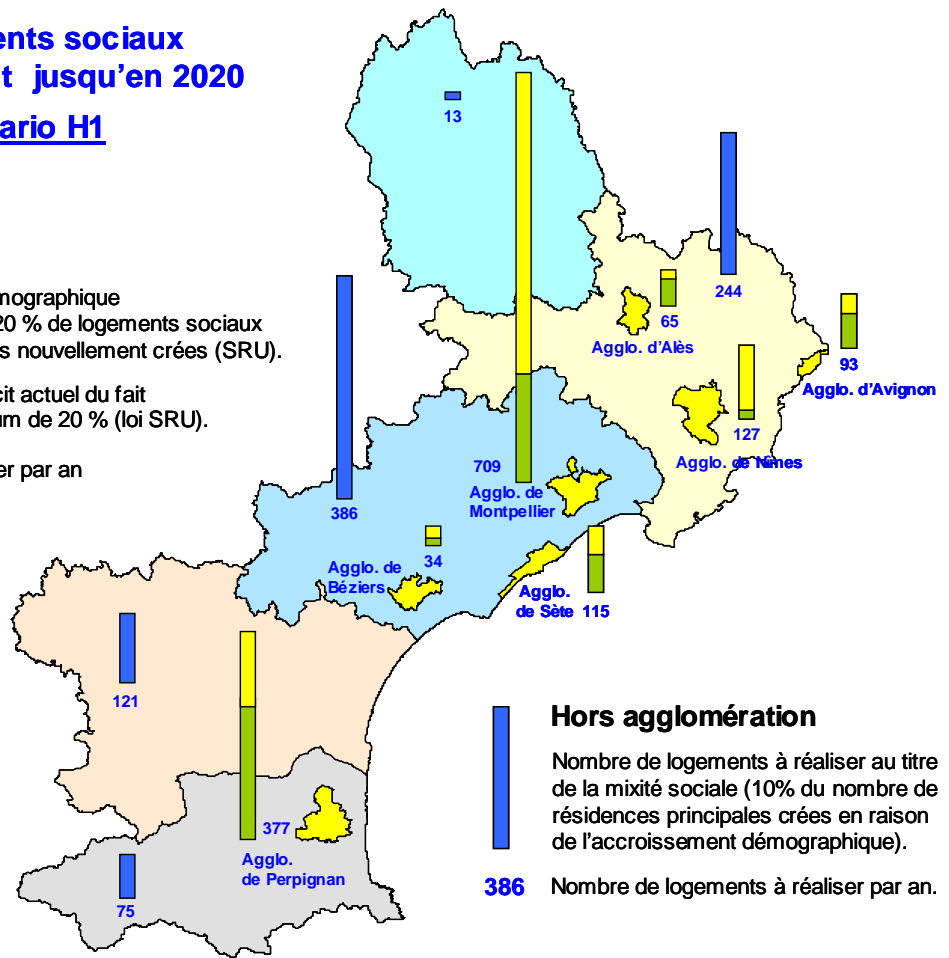 ents sociaux
t jusqu'en 2020
ario H1
mographique
20 % de logements sociaux
s nouvellement crées (SRU).
cit actuel du fait
um de 20 % (loi SRU).
er par an
13
244
65
Agglo. d'Alès
93
Agglo. d'Avignon
127
Agglo. de Nîmes
709
Agglo. de
Montpellier
386
34
Agglo. de
Béziers
Agglo.
de Sète 115
121
377
Agglo.
de Perpignan
75
Hors agglomération
Nombre de logements à réaliser au titre
de la mixité sociale (10% du nombre de
résidences principales crées en raison
de l'accroissement démographique).
386 Nombre de logements à réaliser par an.